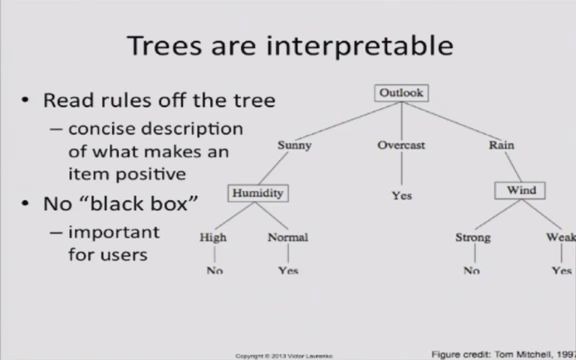 Trees are interpretable
• Read rules off the tree
– concise description
of what makes an
item positive
• No “black box”
– important
for users
Outlook
Sunny Overcast Rain
Humidity Yes Wind
High Normal Strong Weak
No Yes No Yes
Copyright © 2013 Victor Lavrenko
Figure credit: Tom Mitchell, 1997